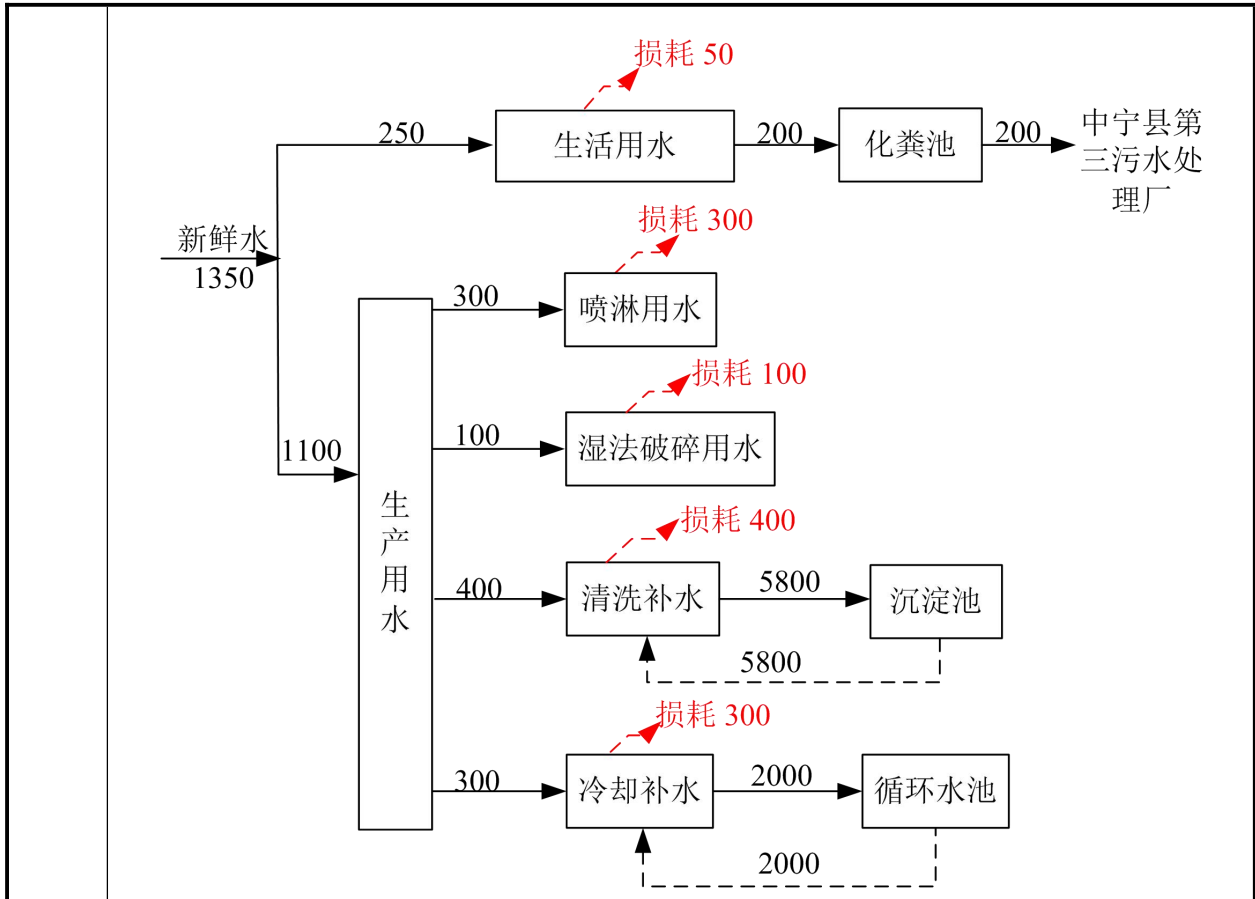 损耗 50
250
生活用水
200
化粪池
200
中宁县第
三污水处
理厂
新鲜水
1350
损耗 300
300
喷淋用水
损耗 100
100
湿法破碎用水
1100
生产用水
损耗 400
400
清洗补水
5800
沉淀池
5800
损耗 300
300
冷却补水
2000
循环水池
2000